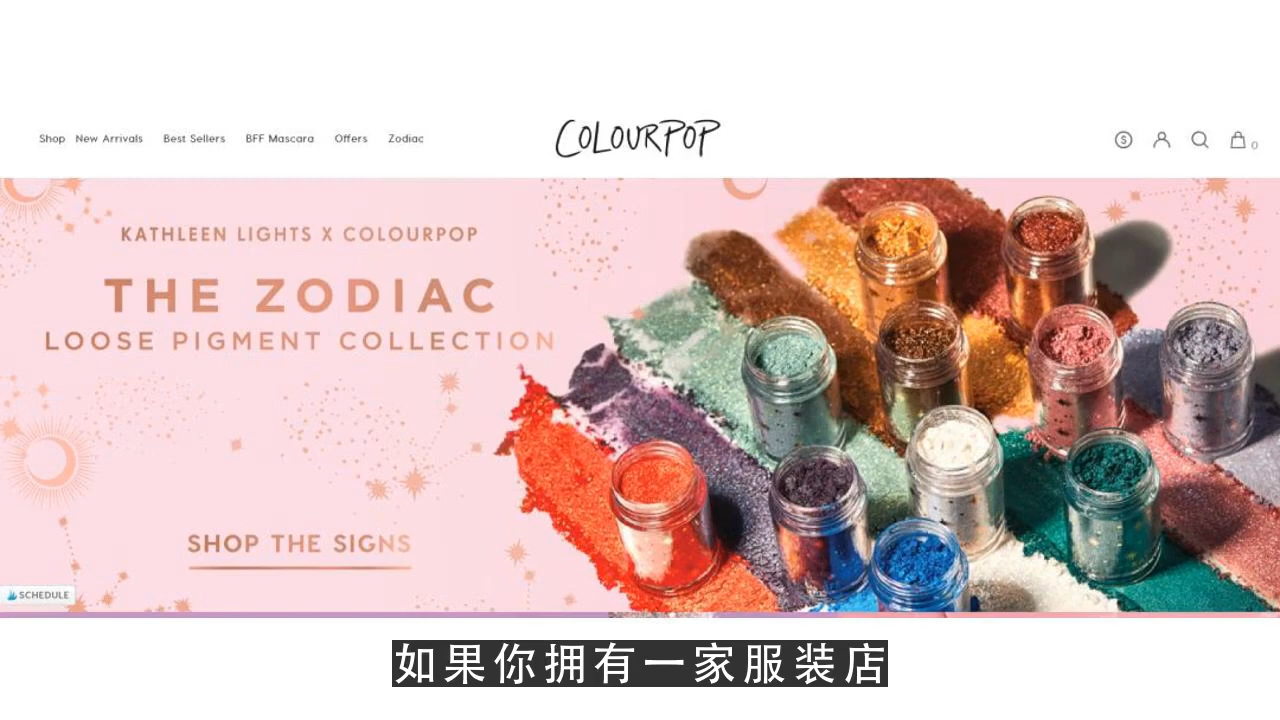 Shop New Arrivals Best Sellers BFF Mascara Offers Zodiac
COLOURPOP
0
KATHLEEN LIGHTS X COLOURPOP
THE ZODIAC
LOOSE PIGMENT COLLECTION
SHOP THE SIGNS
SCHEDULE
如果你拥有一家服装店